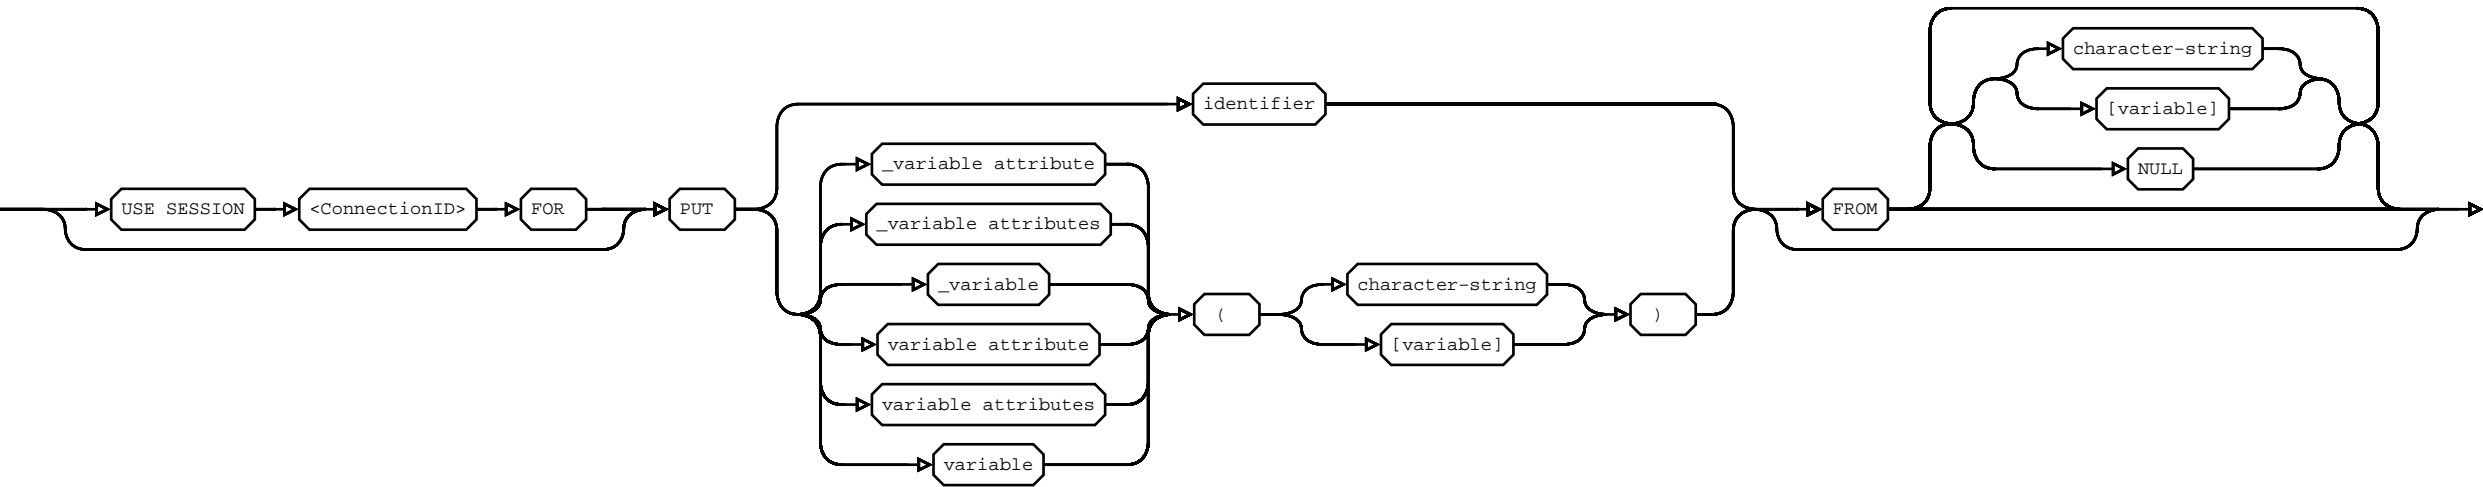 character-string
[variable]
identifier
_variable attribute
NULL
USE SESSION <ConnectionID> FOR PUT
FROM
_variable attributes
_variable
character-string
( )
variable attribute
[variable]
variable attributes
variable